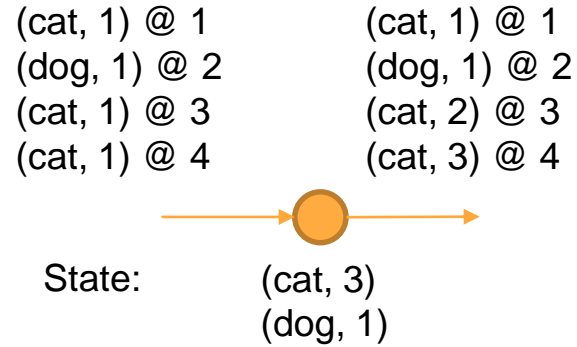 (cat, 1) @ 1
(dog, 1) @ 2
(cat, 1) @ 3
(cat, 1) @ 4
(cat, 1) @ 1
(dog, 1) @ 2
(cat, 2) @ 3
(cat, 3) @ 4
State:
(cat, 3)
(dog, 1)